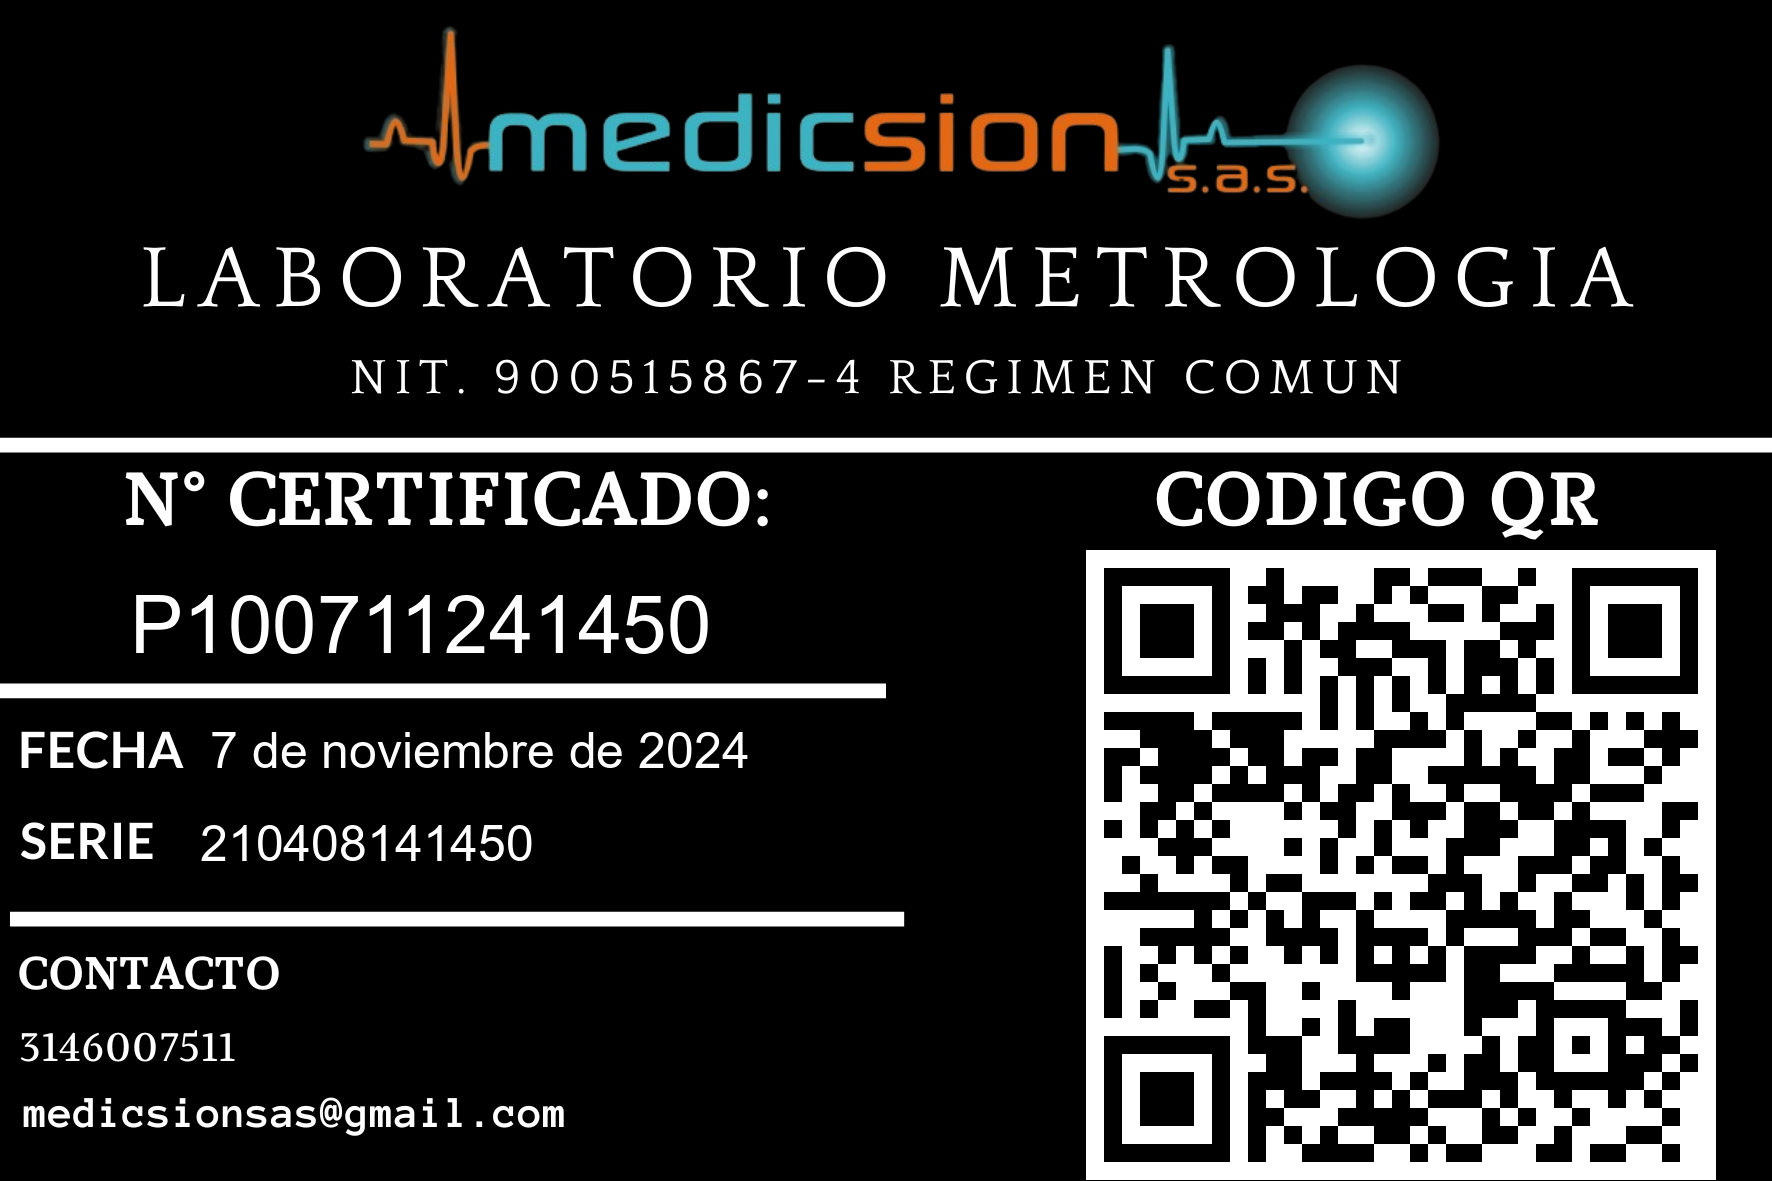 medicsion
s.a.s.
LABORATORIO METROLOGIA
NIT. 900515867-4 REGIMEN COMUN
N° CERTIFICADO:
P100711241450
FECHA 7 de noviembre de 2024
SERIE 210408141450
CONTACTO
3146007511
medicsionsas@gmail.com
CODIGO QR